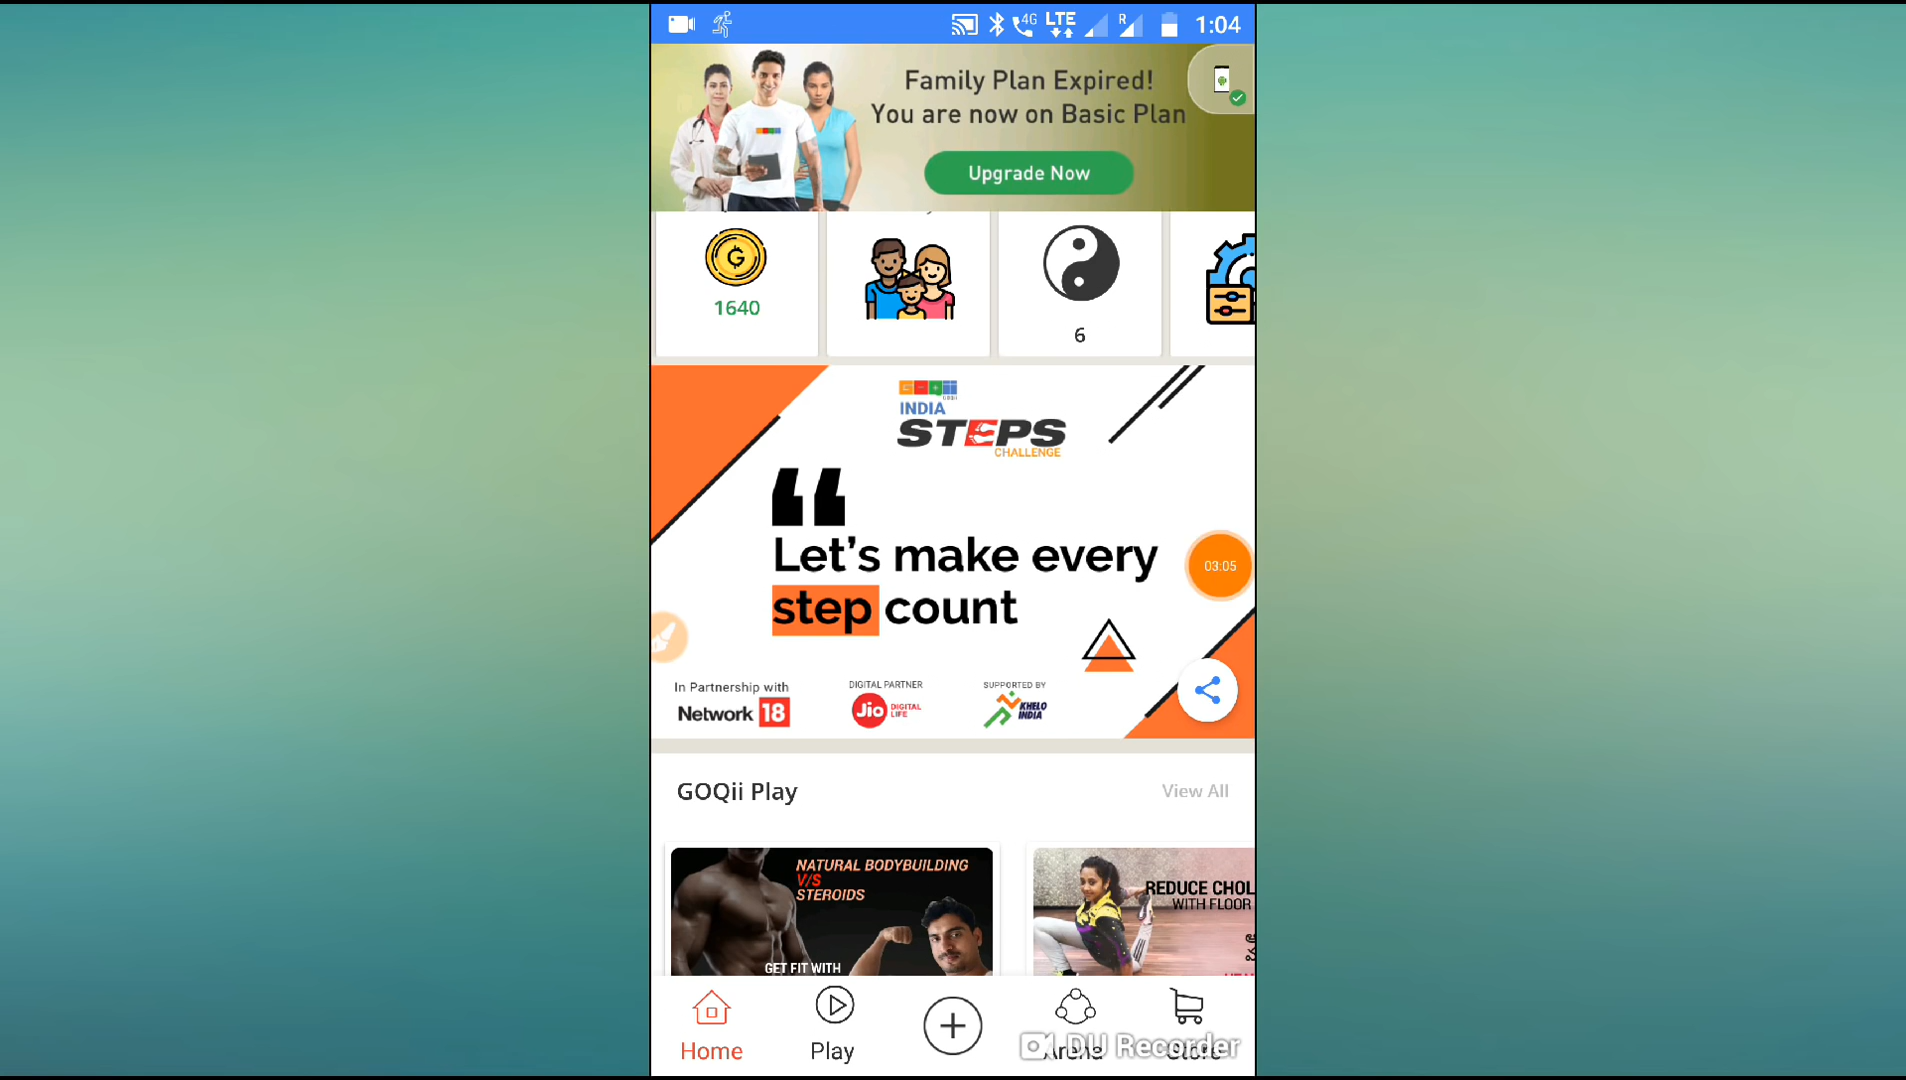 4G LTE R 1:04
Family Plan Expired!
You are now on Basic Plan
Upgrade Now
G
1640
6
INDIA
STEPS
CHALLENGE
“
Let’s make every
step count
03:05
In Partnership with
Network 18
DIGITAL PARTNER
Jio DIGITAL LIFE
SUPPORTED BY
KHELO INDIA
GOQii Play
View All
NATURAL BODYBUILDING
V/S
STEROIDS
GET FIT WITH
REDUCE CHOL
WITH FLOOR
Home
Play
Arena
Store
DU Recorder